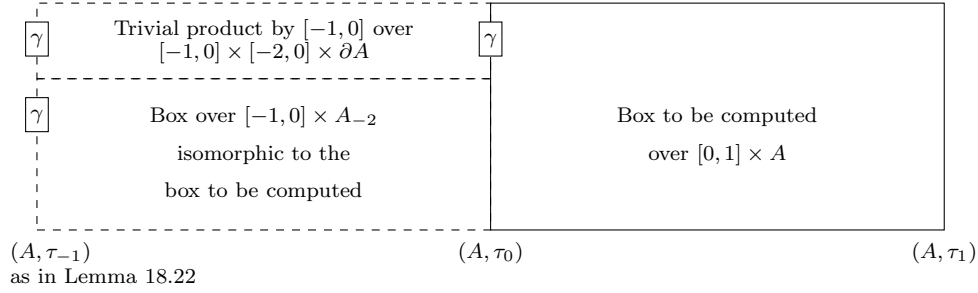 Trivial product by [−1, 0] over
[−1, 0] × [−2, 0] × ∂A
γ
γ
γ
Box over [−1, 0] × A₋₂
isomorphic to the
box to be computed
Box to be computed
over [0, 1] × A
(A, τ₋₁)
as in Lemma 18.22
(A, τ₀)
(A, τ₁)